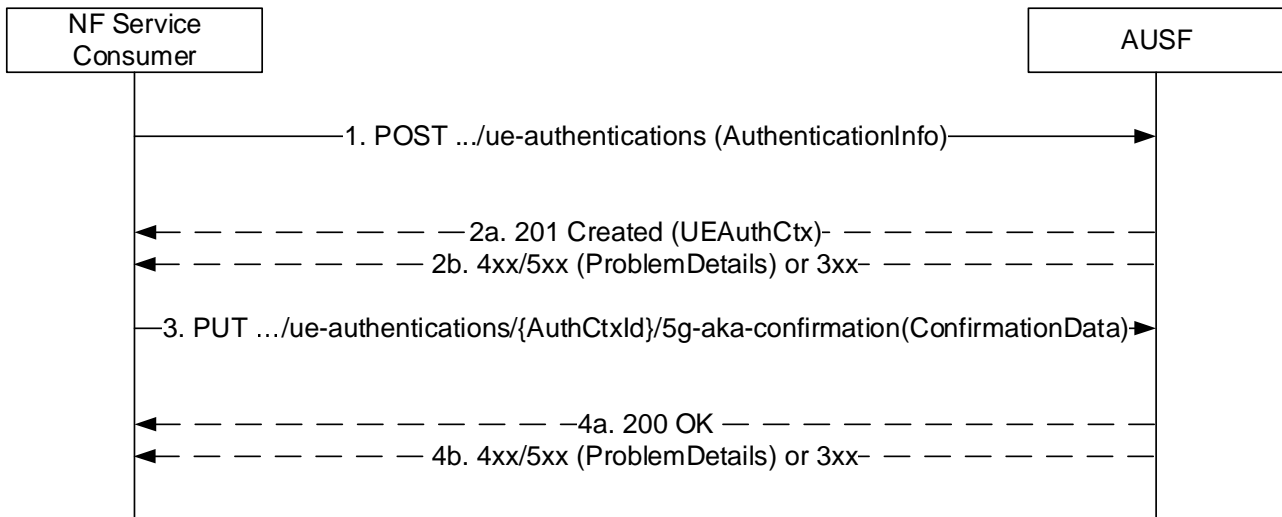 NF Service
Consumer
AUSF
1. POST .../ue-authentications (AuthenticationInfo)
2a. 201 Created (UEAuthCtx)
2b. 4xx/5xx (ProblemDetails) or 3xx
3. PUT …/ue-authentications/{AuthCtxId}/5g-aka-confirmation(ConfirmationData)
4a. 200 OK
4b. 4xx/5xx (ProblemDetails) or 3xx